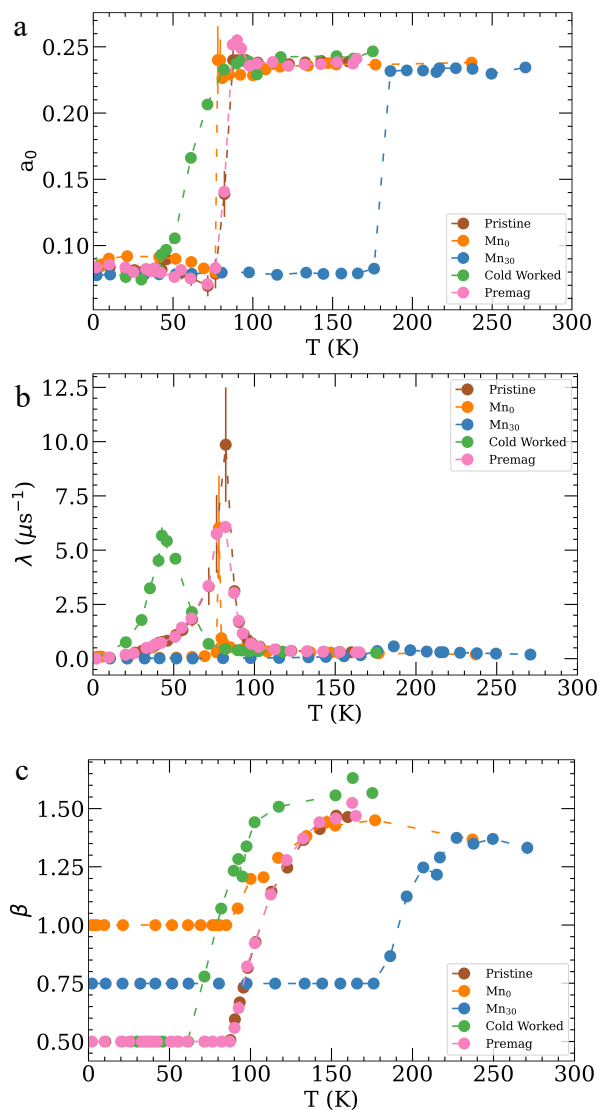 a
0.25
0.20
0.15
0.10
a₀
0
50
100
150
200
250
300
T (K)
Pristine
Mn₀
Mn₃₀
Cold Worked
Premag
b
12.5
10.0
7.5
5.0
2.5
0.0
λ (μs⁻¹)
0
50
100
150
200
250
300
T (K)
Pristine
Mn₀
Mn₃₀
Cold Worked
Premag
c
1.50
1.25
1.00
0.75
0.50
β
0
50
100
150
200
250
300
T (K)
Pristine
Mn₀
Mn₃₀
Cold Worked
Premag